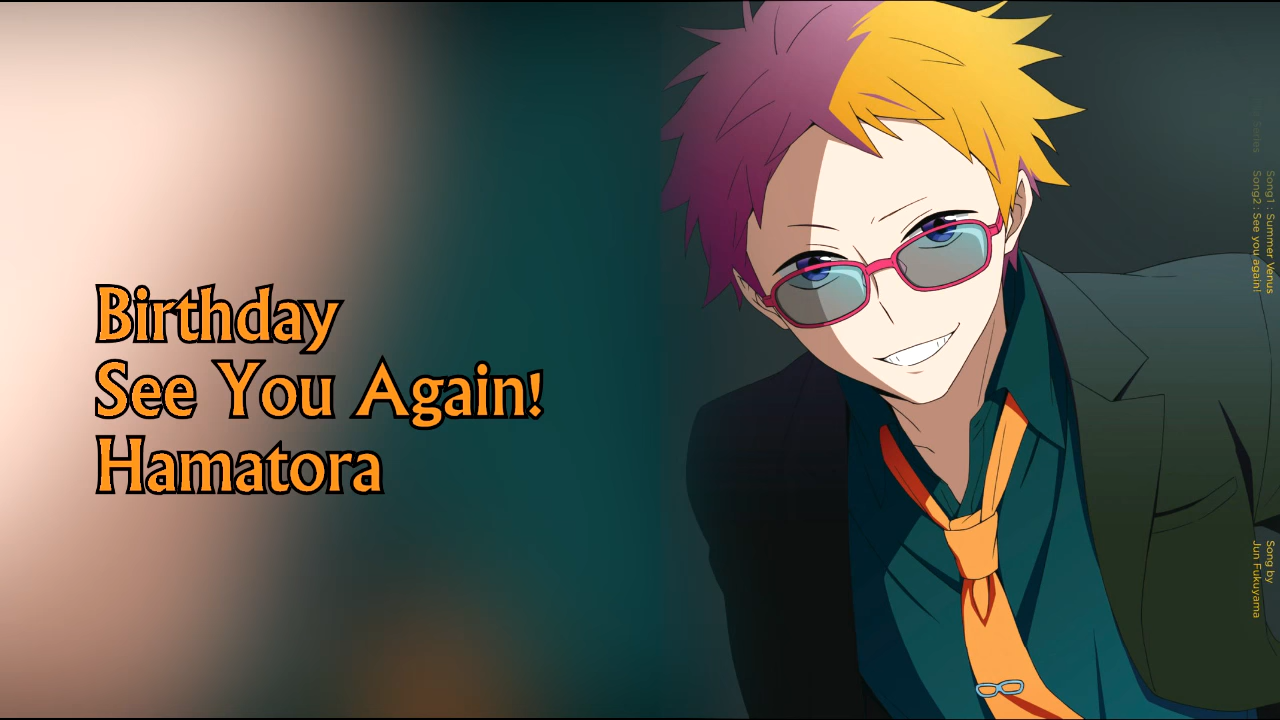 Birthday
See You Again!
Hamatora
Song1 : Summer Venus
Song2 : See you again!
Song by
Jun Fukuyama